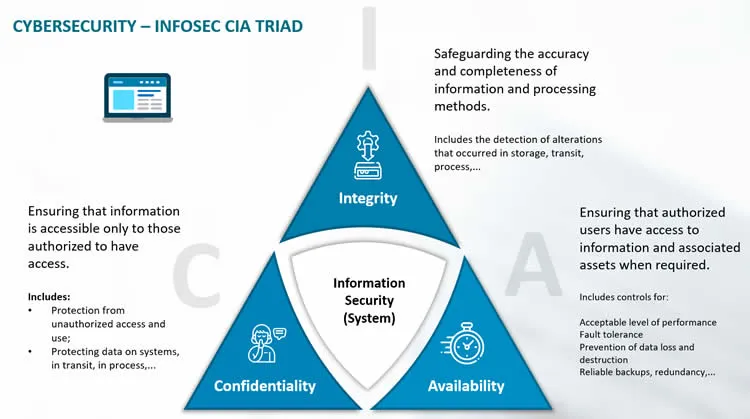 CYBERSECURITY – INFOSEC CIA TRIAD
I
Safeguarding the accuracy
and completeness of
information and processing
methods.
Includes the detection of alterations
that occurred in storage, transit,
process,...
Integrity
Ensuring that information
is accessible only to those
authorized to have
access.
Includes:
• Protection from
unauthorized access and
use;
• Protecting data on systems,
in transit, in process,...
C
Information
Security
(System)
A
Ensuring that authorized
users have access to
information and associated
assets when required.
Includes controls for:
Acceptable level of performance
Fault tolerance
Prevention of data loss and
destruction
Reliable backups, redundancy,...
Confidentiality
Availability